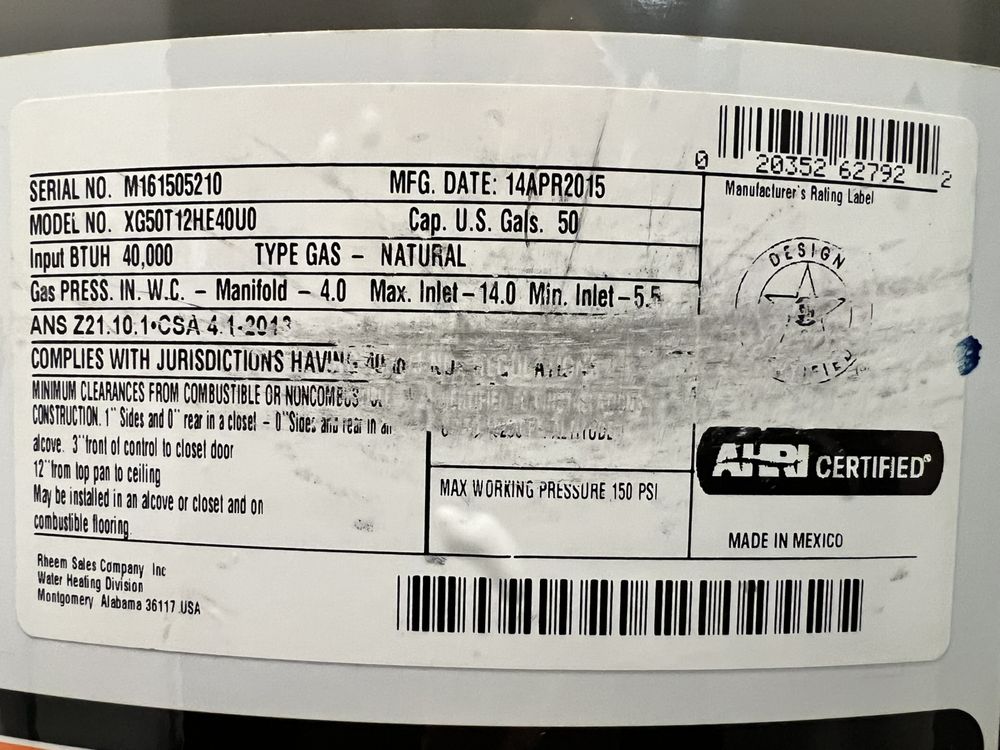 0 20352 62792 2
Manufacturer's Rating Label
SERIAL NO. M161505210 MFG. DATE: 14APR2015
MODEL NO. XG50T12HE40U0 Cap. U.S. Gals. 50
Input BTUH 40,000 TYPE GAS - NATURAL
Gas PRESS. IN. W.C. - Manifold - 4.0 Max. Inlet - 14.0 Min. Inlet - 5.5
ANS Z21.10.1•CSA 4.1-2013
COMPLIES WITH JURISDICTIONS HAVING
MINIMUM CLEARANCES FROM COMBUSTIBLE OR NONCOMBUS
CONSTRUCTION. 1" Sides and 0" rear in a closet - 0" Sides and rear in an
alcove. 3" front of control to closet door
12" from top pan to ceiling
May be installed in an alcove or closet and on
combustible flooring
MAX WORKING PRESSURE 150 PSI
DESIGN
AHRI CERTIFIED®
MADE IN MEXICO
Rheem Sales Company Inc
Water Heating Division
Montgomery Alabama 36117 USA